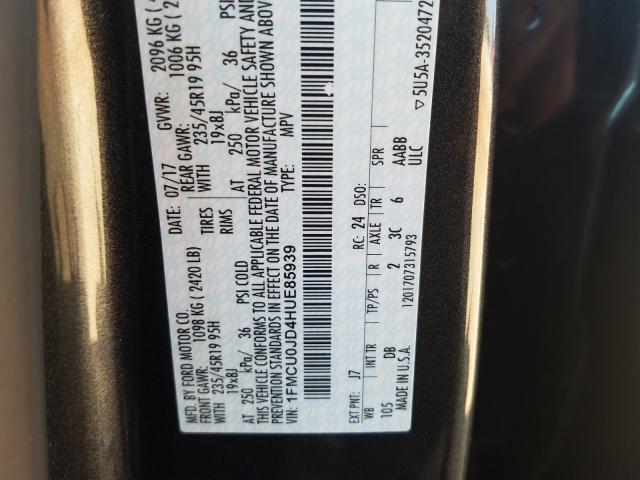 MFD. BY FORD MOTOR CO.
DATE: 07/17 GVWR: 2096 KG
FRONT GAWR: 1098 KG (2420 LB) REAR GAWR: 1006 KG (2
WITH 235/45R19 95H TIRES WITH 235/45R19 95H
19x8J RIMS 19x8J
AT 250 kPa/ 36 PSI COLD AT 250 kPa/ 36 PSI
THIS VEHICLE CONFORMS TO ALL APPLICABLE FEDERAL MOTOR VEHICLE SAFETY AND
PREVENTION STANDARDS IN EFFECT ON THE DATE OF MANUFACTURE SHOWN ABOVE
VIN: 1FMCU0JD4HUE85939 TYPE: MPV
EXT PNT: J7 RC: 24 DSO:
WB INT TR TP/PS R AXLE TR SPR
105 DB 2 3C 6 AABB
MADE IN U.S.A. ULC
1201707315793
▽ 5U5A-3520472